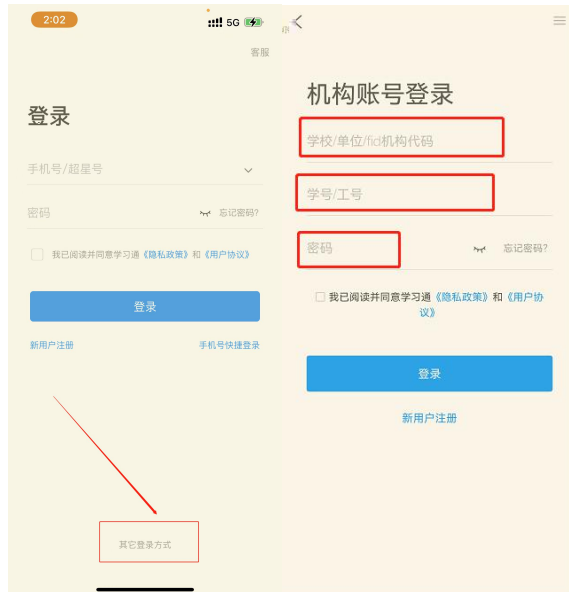 2:02
5G
客服
登录
手机号/超星号
密码
忘记密码?
我已阅读并同意学习通《隐私政策》和《用户协议》
登录
新用户注册
手机号快捷登录
其它登录方式
机构账号登录
学校/单位/fid机构代码
学号/工号
密码
忘记密码?
我已阅读并同意学习通《隐私政策》和《用户协
议》
登录
新用户注册